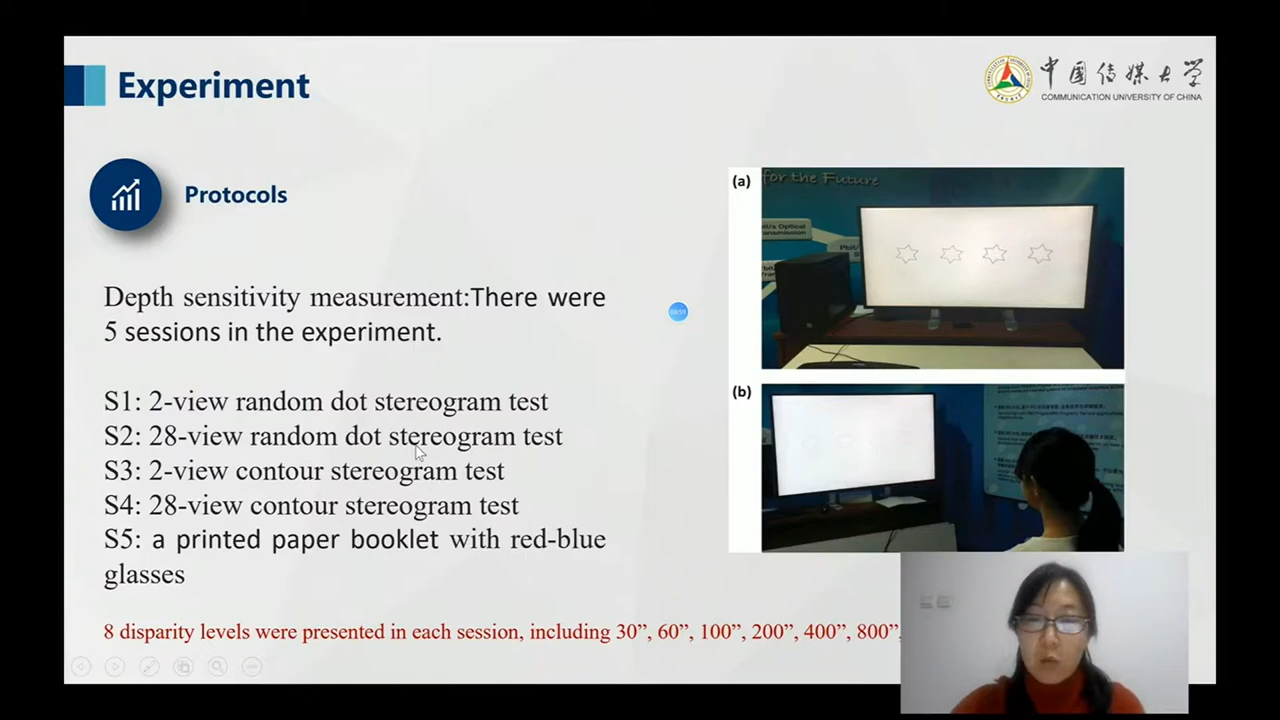 Experiment
中国传媒大学
COMMUNICATION UNIVERSITY OF CHINA
Protocols
Depth sensitivity measurement:There were
5 sessions in the experiment.
S1: 2-view random dot stereogram test
S2: 28-view random dot stereogram test
S3: 2-view contour stereogram test
S4: 28-view contour stereogram test
S5: a printed paper booklet with red-blue
glasses
8 disparity levels were presented in each session, including 30”, 60”, 100”, 200”, 400”, 800”,
(a)
for the Future
(b)